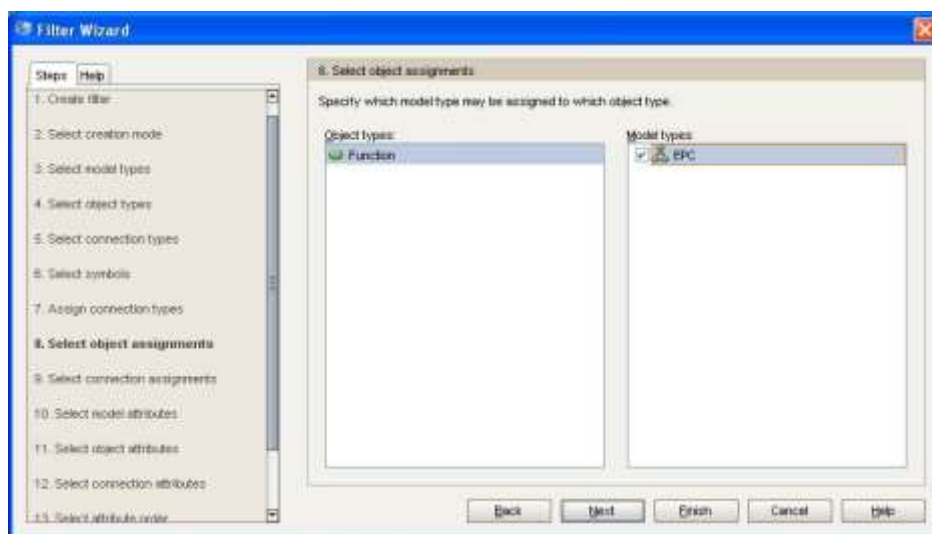 Filter Wizard
Steps Help
1. Create filter
2. Select creation mode
3. Select model types
4. Select object types
5. Select connection types
6. Select symbols
7. Assign connection types
8. Select object assignments
9. Select connection assignments
10. Select model attributes
11. Select object attributes
12. Select connection attributes
13. Select attribute order
8. Select object assignments
Specify which model type may be assigned to which object type.
Object types:
Function
Model types:
EPC
Back Next Finish Cancel Help